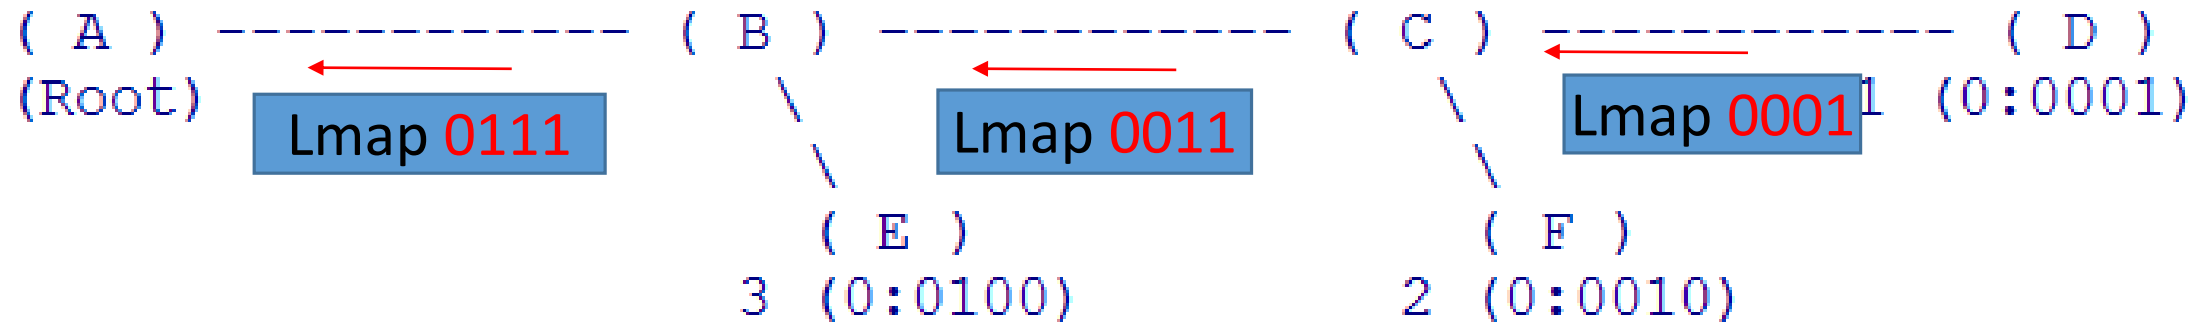 ( A ) ------------ ( B ) ------------ ( C ) ------------ ( D )
(Root) \ \ 1 (0:0001)
Lmap 0111 Lmap 0011 Lmap 0001
\ \
( E ) ( F )
3 (0:0100) 2 (0:0010)